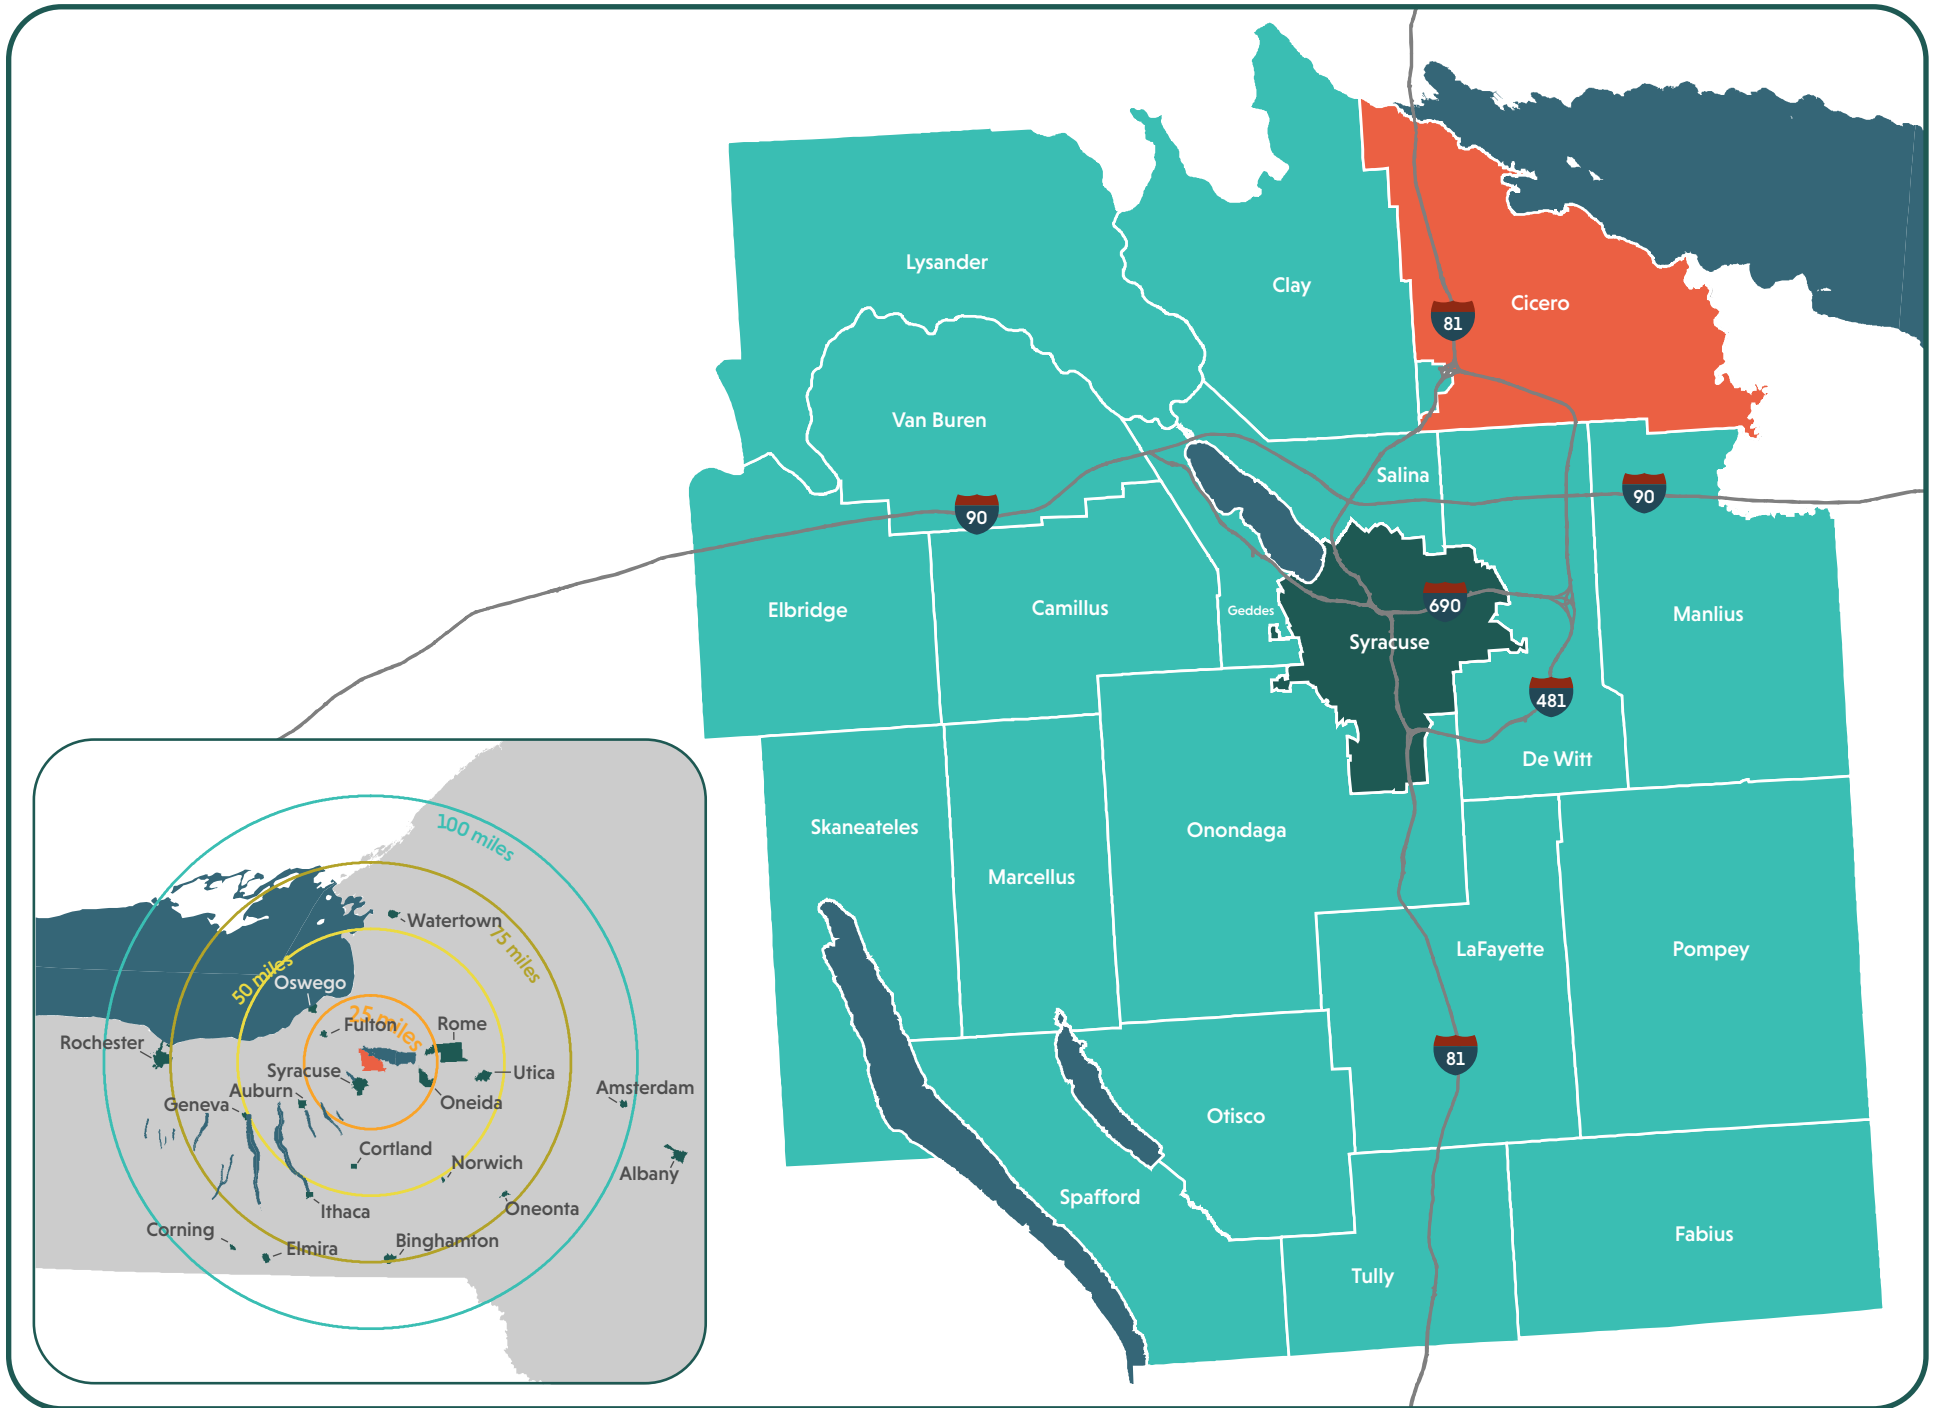 Lysander
Clay
Cicero
81
Van Buren
Salina
90
90
Elbridge
Camillus
Geddes
690
Manlius
Syracuse
481
De Witt
Skaneateles
Onondaga
Marcellus
LaFayette
Pompey
81
Otisco
Spafford
Fabius
Tully
100 miles
Watertown
75 miles
50 miles
Oswego
25 miles
Fulton
Rome
Rochester
Syracuse
Utica
Auburn
Amsterdam
Geneva
Oneida
Cortland
Norwich
Albany
Ithaca
Oneonta
Corning
Elmira
Binghamton